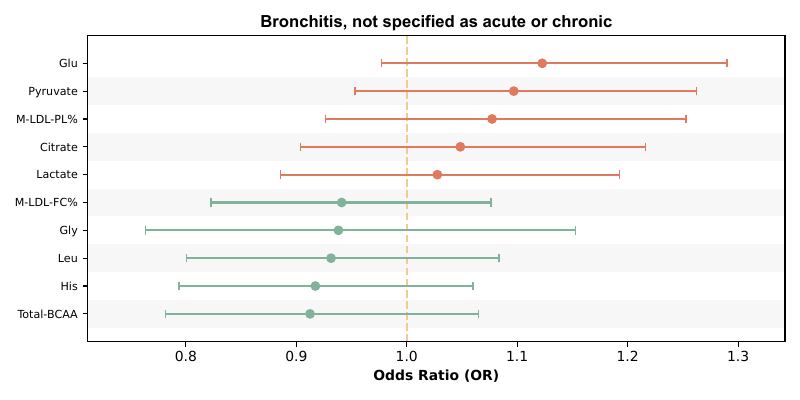 Bronchitis, not specified as acute or chronic
Glu
Pyruvate
M-LDL-PL%
Citrate
Lactate
M-LDL-FC%
Gly
Leu
His
Total-BCAA
0.8 0.9 1.0 1.1 1.2 1.3
Odds Ratio (OR)